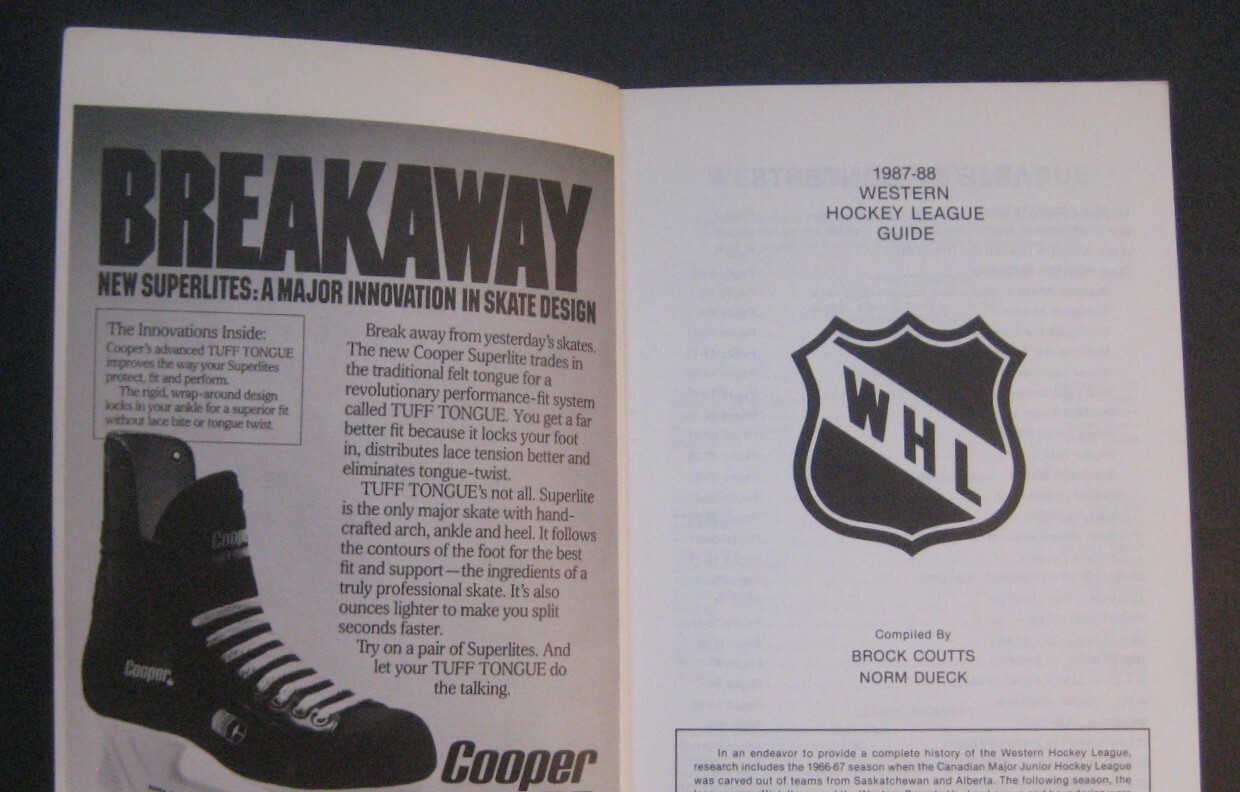 BREAKAWAY
NEW SUPERLITES: A MAJOR INNOVATION IN SKATE DESIGN
The Innovations Inside:
Cooper's advanced TUFF TONGUE
improves the way your Superlites
protect, fit and perform.
The rigid, wrap-around design
locks in your ankle for a superior fit
without lace bite or tongue twist.
Break away from yesterday's skates.
The new Cooper Superlite trades in
the traditional felt tongue for a
revolutionary performance-fit system
called TUFF TONGUE. You get a far
better fit because it locks your foot
in, distributes lace tension better and
eliminates tongue-twist.
TUFF TONGUE's not all. Superlite
is the only major skate with hand-
crafted arch, ankle and heel. It follows
the contours of the foot for the best
fit and support—the ingredients of a
truly professional skate. It's also
ounces lighter to make you split
seconds faster.
Try on a pair of Superlites. And
let your TUFF TONGUE do
the talking.
Cooper
Cooper
Cooper
1987-88
WESTERN
HOCKEY LEAGUE
GUIDE
WHL
Compiled By
BROCK COUTTS
NORM DUECK
In an endeavor to provide a complete history of the Western Hockey League,
research includes the 1966-67 season when the Canadian Major Junior Hockey League
was carved out of teams from Saskatchewan and Alberta. The following season, the